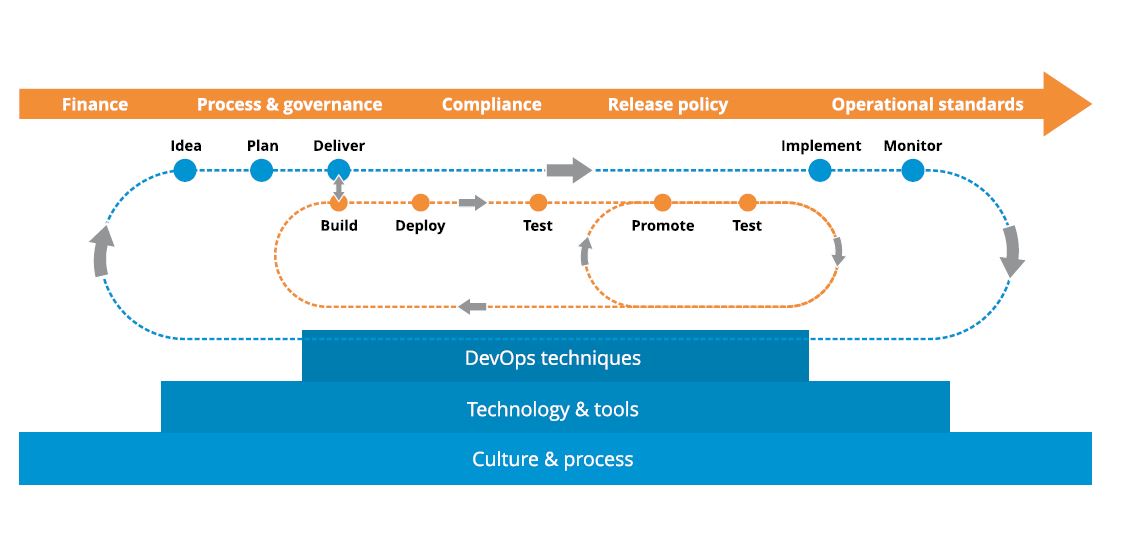 Finance Process & governance Compliance Release policy Operational standards
Idea Plan Deliver Implement Monitor
Build Deploy Test Promote Test
DevOps techniques
Technology & tools
Culture & process